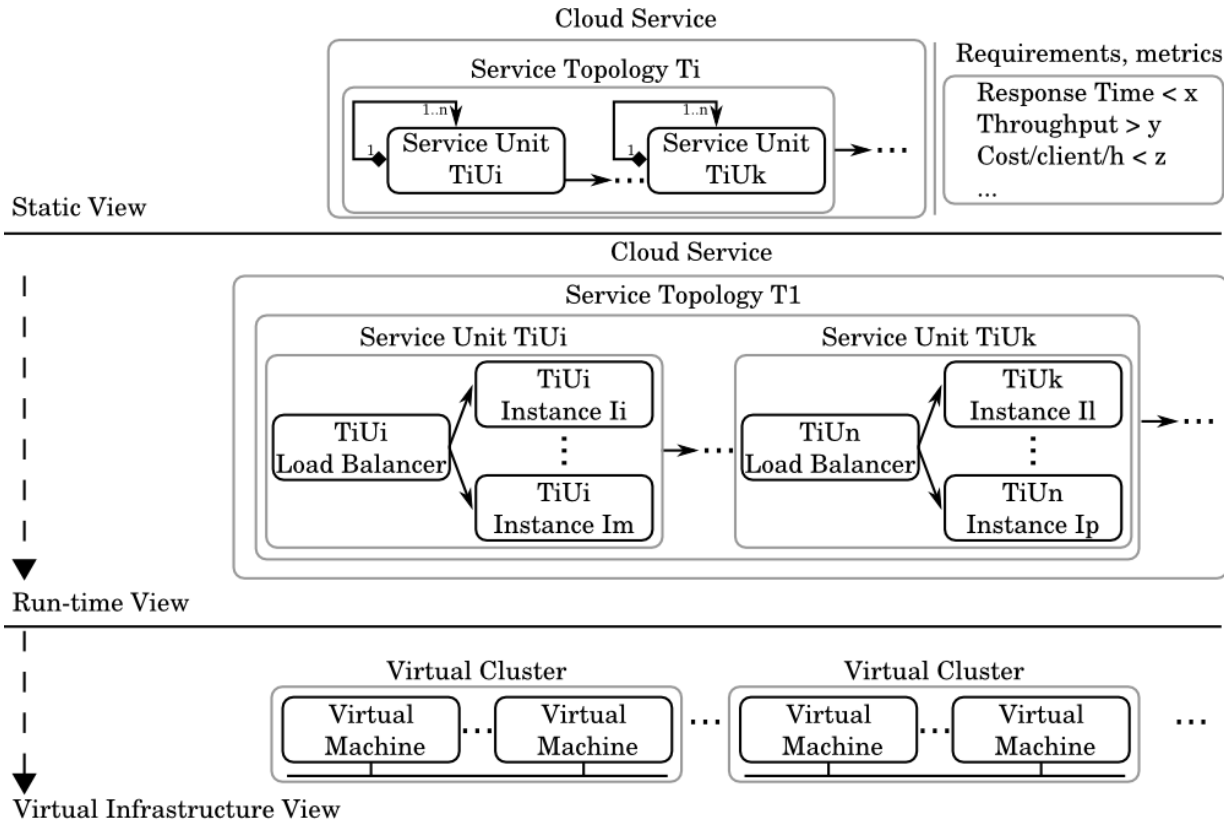 Cloud Service
Service Topology Ti
1..n
1
Service Unit
TiUi
...
1..n
1
Service Unit
TiUk
...
Requirements, metrics
Response Time < x
Throughput > y
Cost/client/h < z
...
Static View
Cloud Service
Service Topology T1
Service Unit TiUi
TiUi
Load Balancer
TiUi
Instance Ii
...
TiUi
Instance Im
...
Service Unit TiUk
TiUn
Load Balancer
TiUk
Instance Il
...
TiUn
Instance Ip
...
Run-time View
Virtual Cluster
Virtual
Machine
...
Virtual
Machine
...
Virtual Cluster
Virtual
Machine
...
Virtual
Machine
...
Virtual Infrastructure View